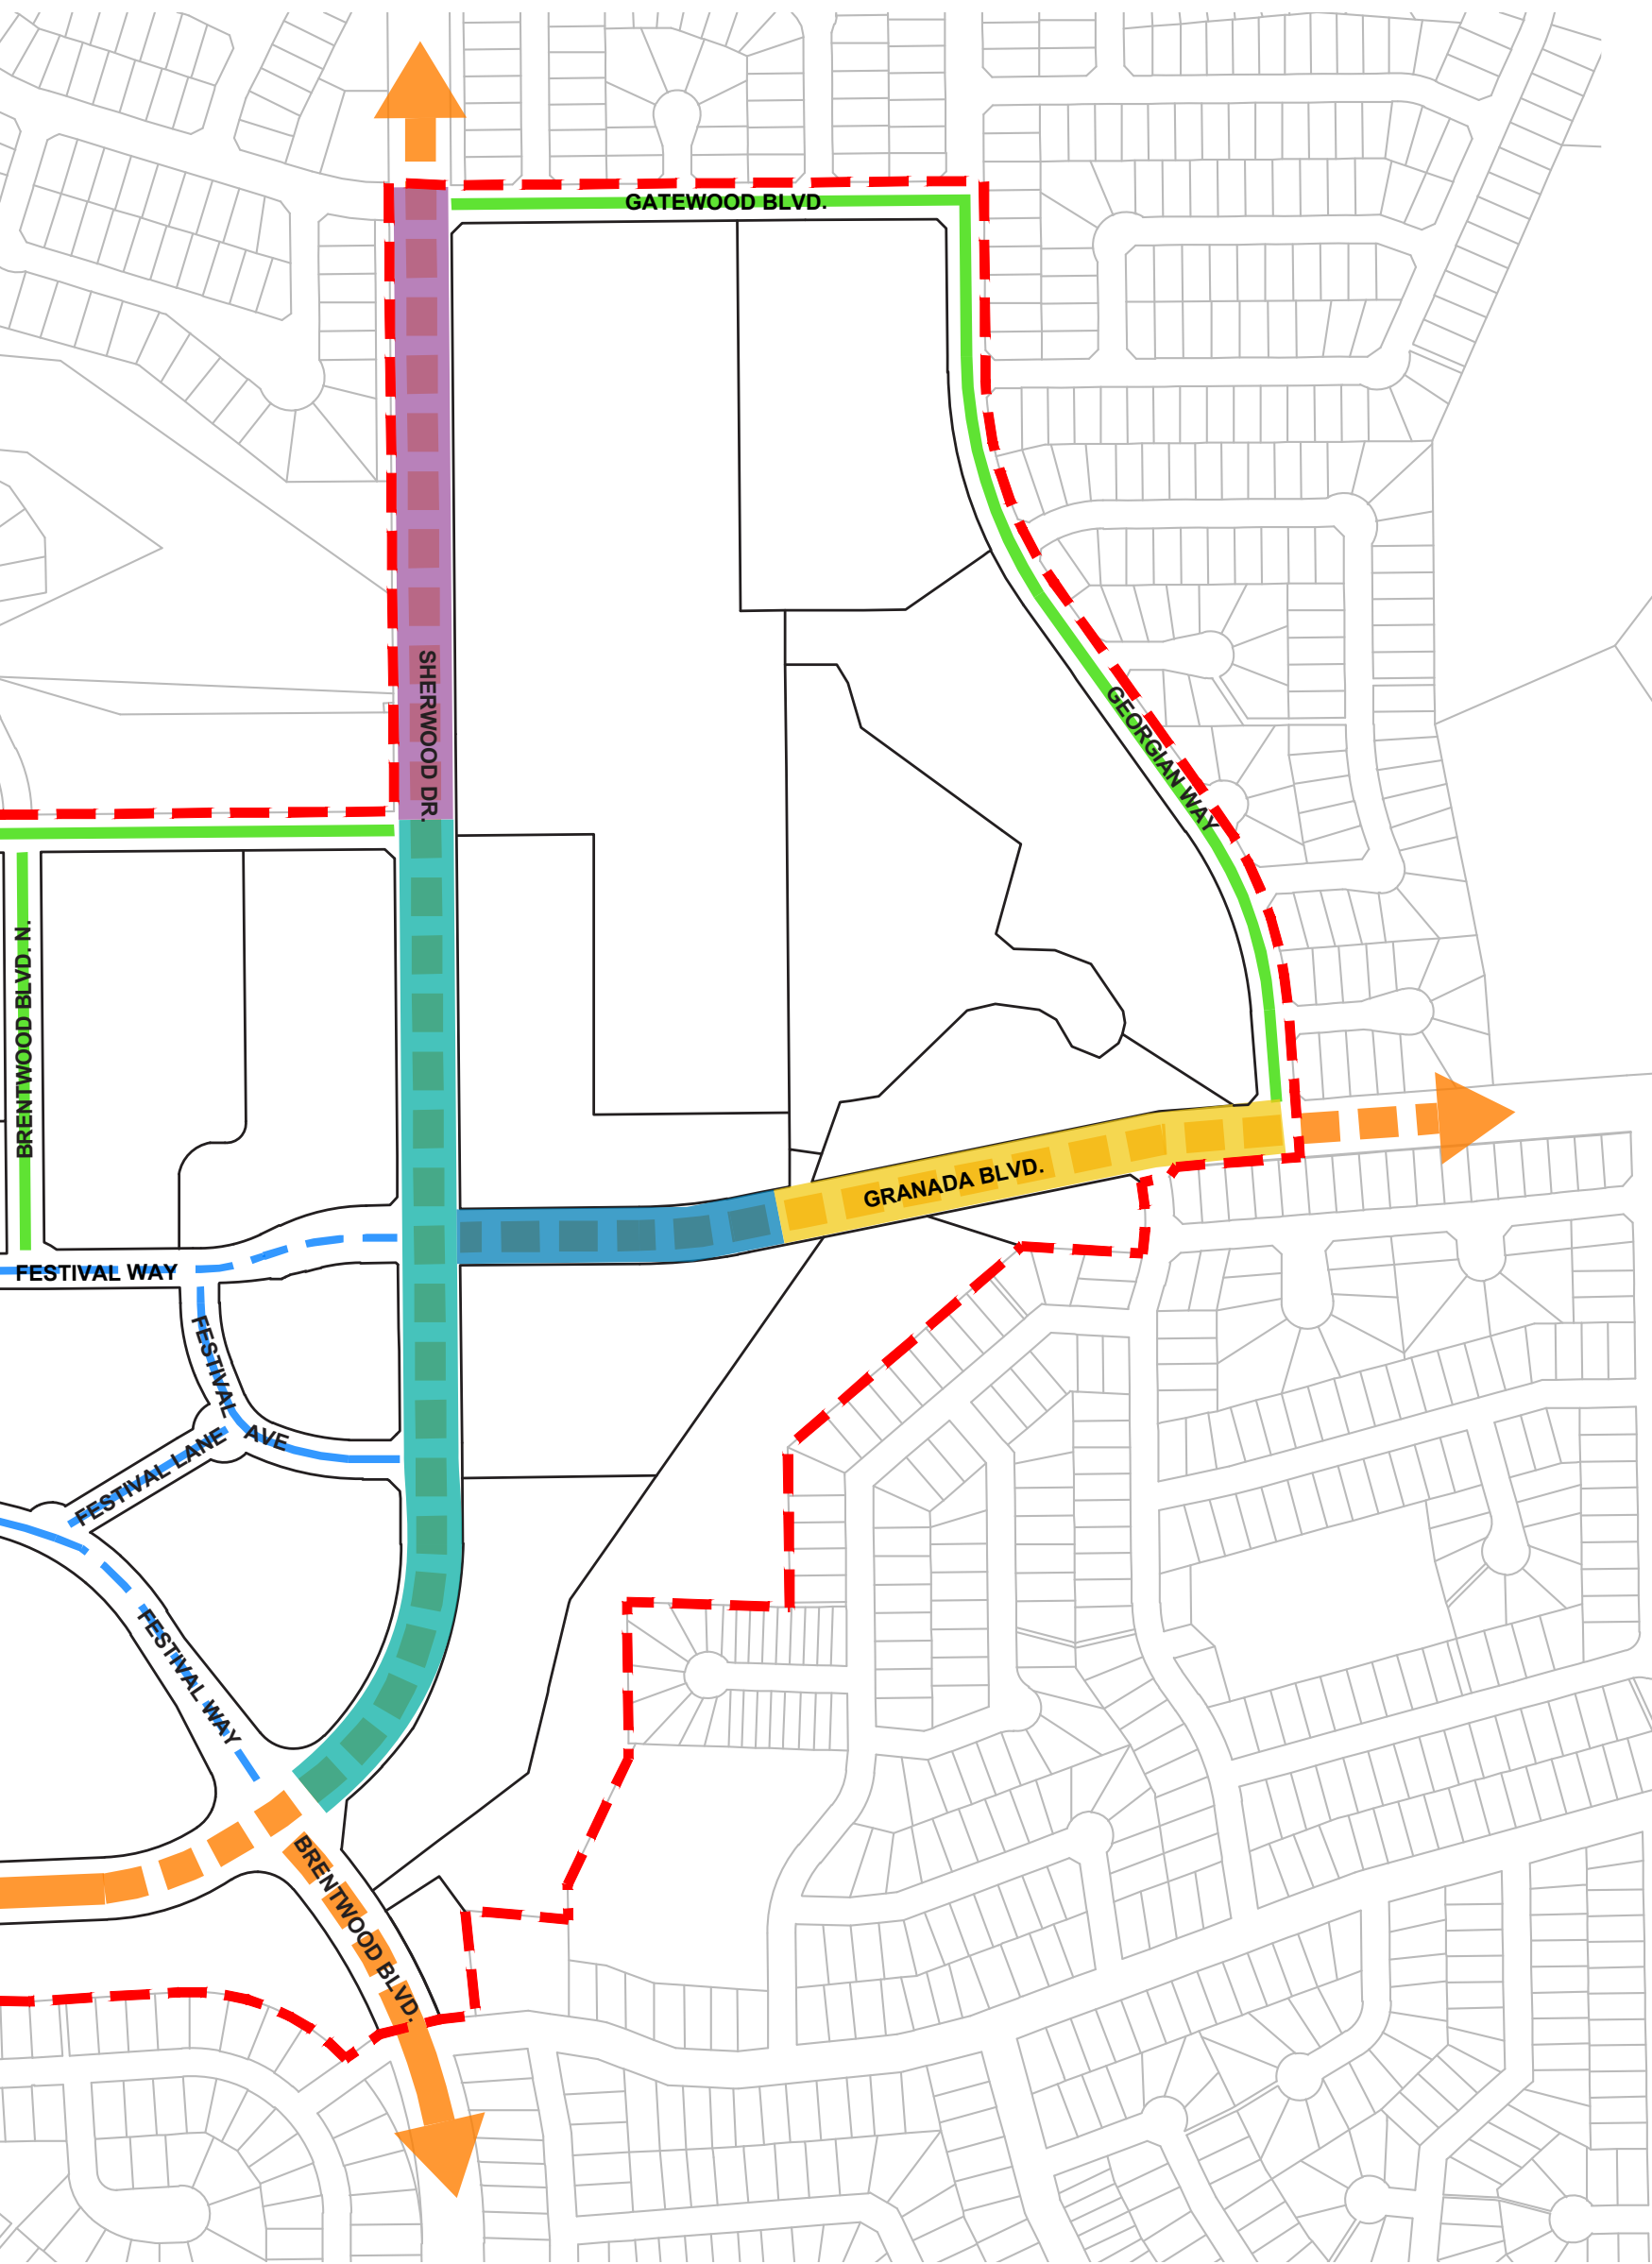 GATEWOOD BLVD.
SHERWOOD DR.
GEORGIAN WAY
BRENTWOOD BLVD. N.
GRANADA BLVD.
FESTIVAL WAY
FESTIVAL AVE
FESTIVAL LANE
FESTIVAL WAY
BRENTWOOD BLVD.